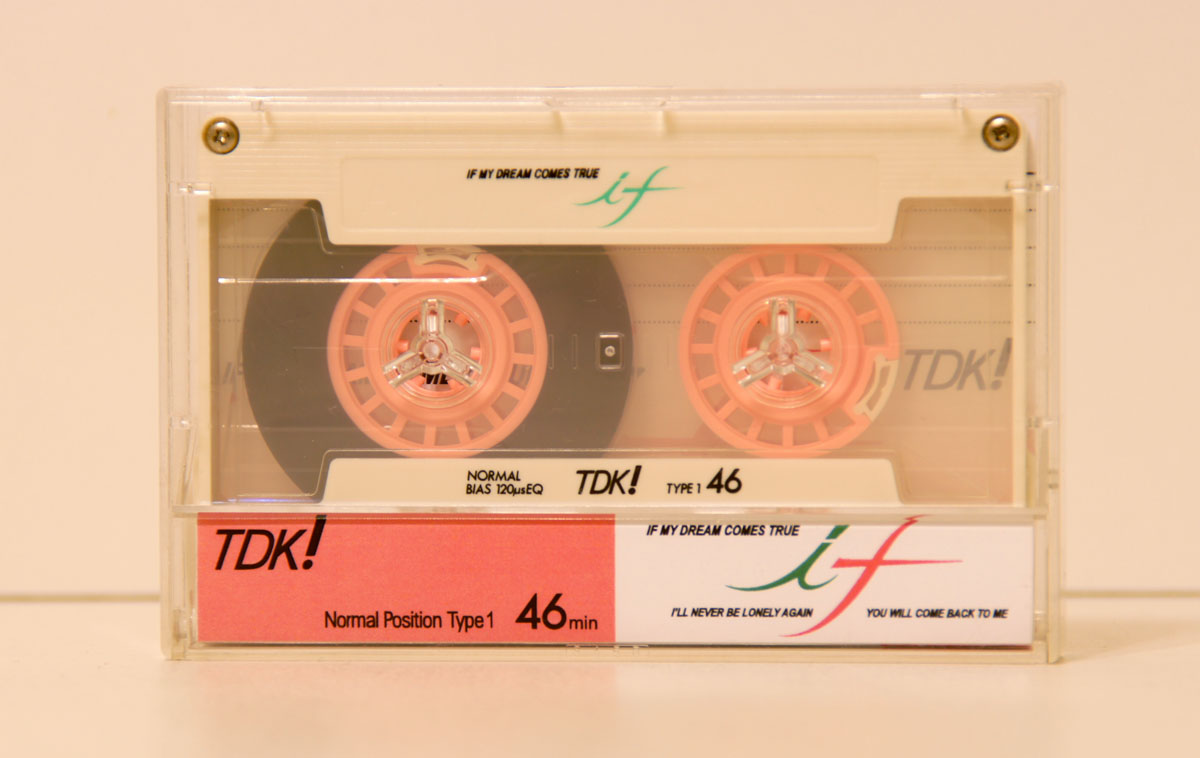 IF MY DREAM COMES TRUE
if
TDK!
NORMAL
BIAS 120µsEQ
TDK!
TYPE 1 46
TDK!
Normal Position Type 1 46 min
IF MY DREAM COMES TRUE
if
I'LL NEVER BE LONELY AGAIN
YOU WILL COME BACK TO ME